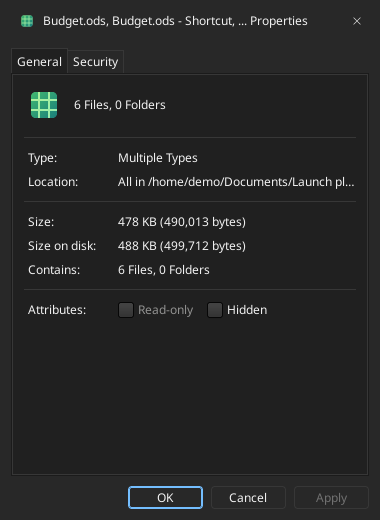 Budget.ods, Budget.ods - Shortcut, ... Properties
General Security
6 Files, 0 Folders
Type: Multiple Types
Location: All in /home/demo/Documents/Launch pl...
Size: 478 KB (490,013 bytes)
Size on disk: 488 KB (499,712 bytes)
Contains: 6 Files, 0 Folders
Attributes: Read-only Hidden
OK Cancel Apply